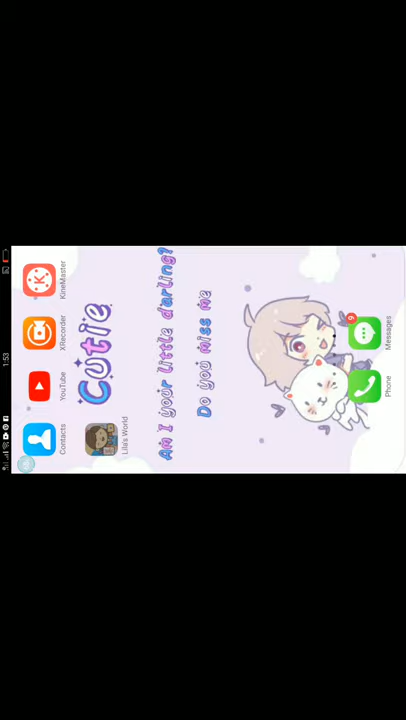 1:53
Contacts
YouTube
XRecorder
KineMaster
Lila's World
Cutie
Am I your little darling?
Do you miss me
Phone
Messages
9